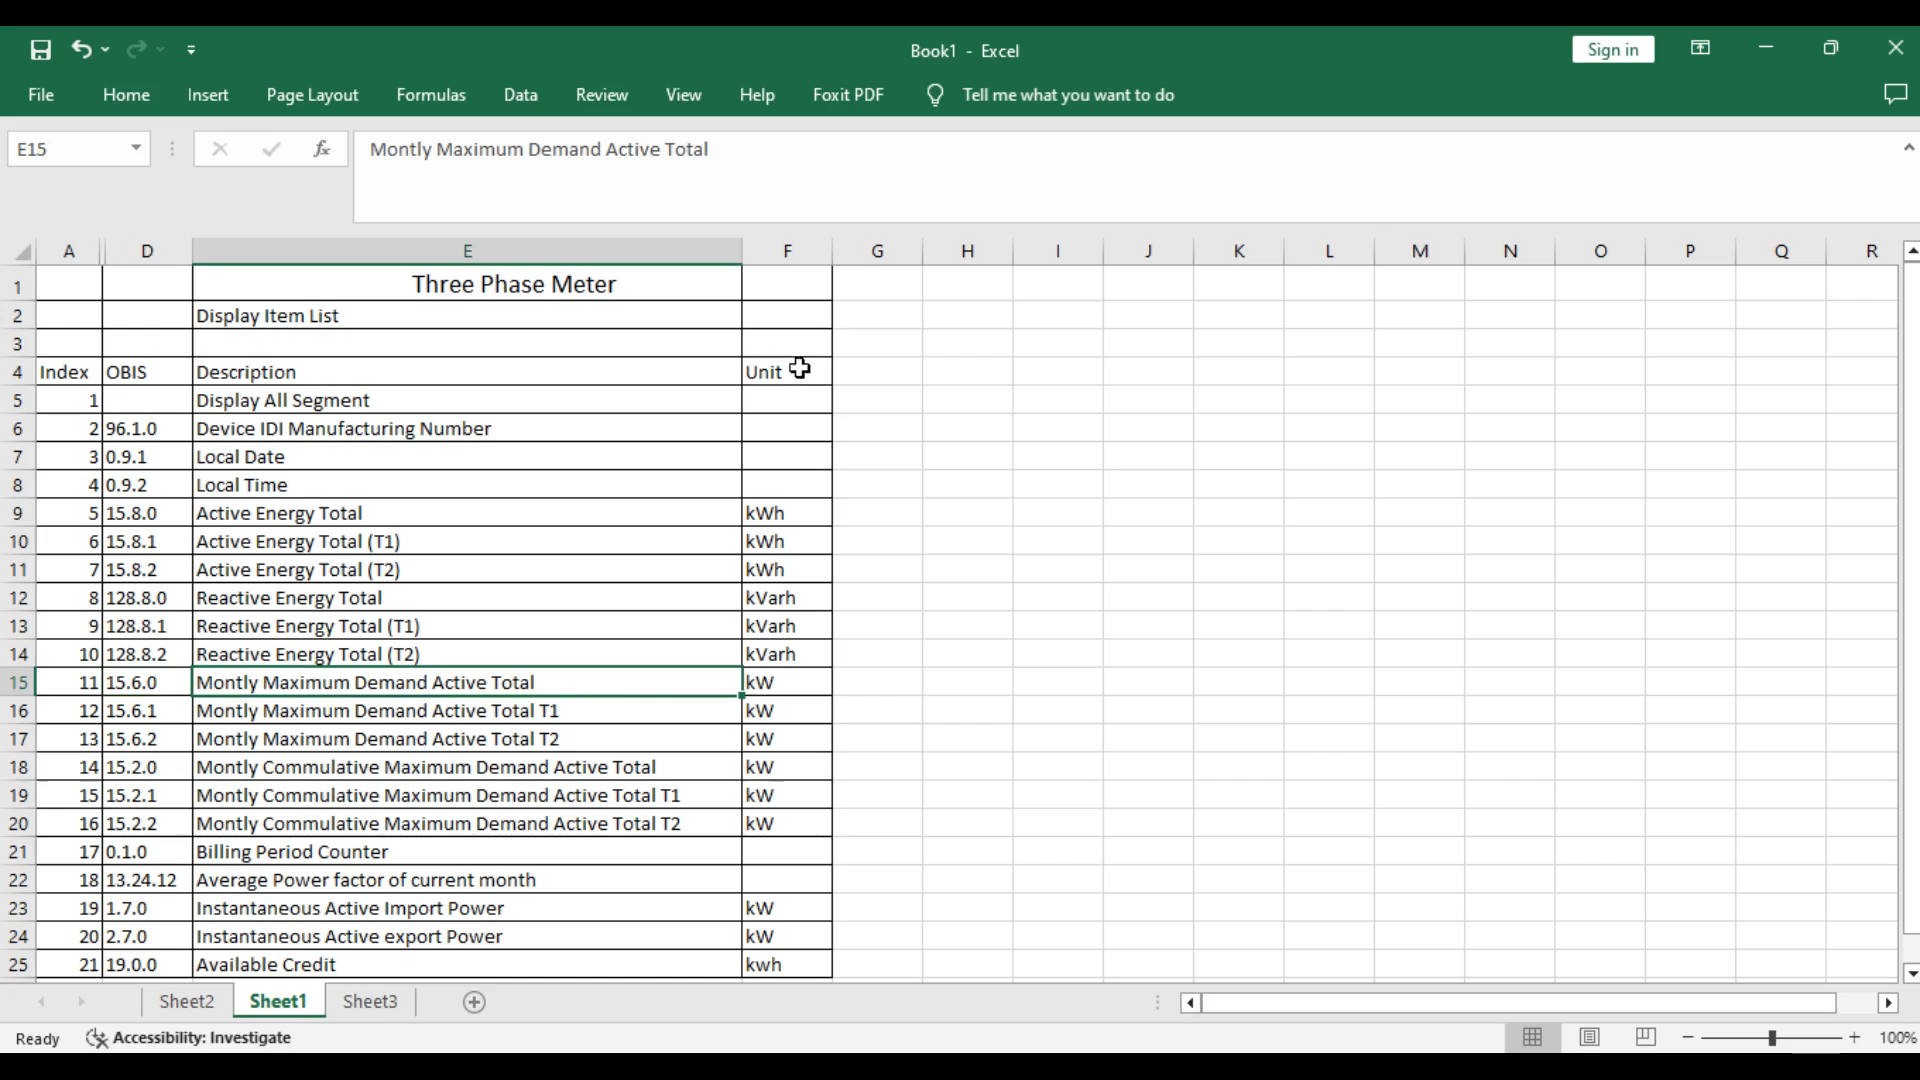 Book1 - Excel
Sign in
File Home Insert Page Layout Formulas Data Review View Help Foxit PDF Tell me what you want to do
E15 fx Montly Maximum Demand Active Total
A D E F G H I J K L M N O P Q R
1 Three Phase Meter
2 Display Item List
3
4 Index OBIS Description Unit
5 1 Display All Segment
6 2 96.1.0 Device IDI Manufacturing Number
7 3 0.9.1 Local Date
8 4 0.9.2 Local Time
9 5 15.8.0 Active Energy Total kWh
10 6 15.8.1 Active Energy Total (T1) kWh
11 7 15.8.2 Active Energy Total (T2) kWh
12 8 128.8.0 Reactive Energy Total kVarh
13 9 128.8.1 Reactive Energy Total (T1) kVarh
14 10 128.8.2 Reactive Energy Total (T2) kVarh
15 11 15.6.0 Montly Maximum Demand Active Total kW
16 12 15.6.1 Montly Maximum Demand Active Total T1 kW
17 13 15.6.2 Montly Maximum Demand Active Total T2 kW
18 14 15.2.0 Montly Commulative Maximum Demand Active Total kW
19 15 15.2.1 Montly Commulative Maximum Demand Active Total T1 kW
20 16 15.2.2 Montly Commulative Maximum Demand Active Total T2 kW
21 17 0.1.0 Billing Period Counter
22 18 13.24.12 Average Power factor of current month
23 19 1.7.0 Instantaneous Active Import Power kW
24 20 2.7.0 Instantaneous Active export Power kW
25 21 19.0.0 Available Credit kwh
Sheet2 Sheet1 Sheet3
Ready Accessibility: Investigate 100%